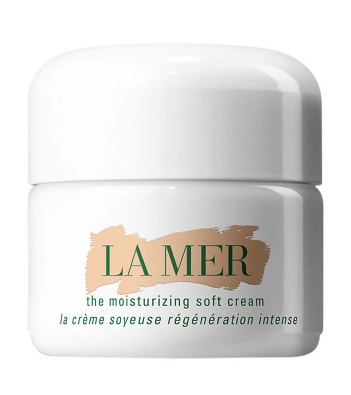 LA MER
the moisturizing soft cream
la crème soyeuse régénération intense